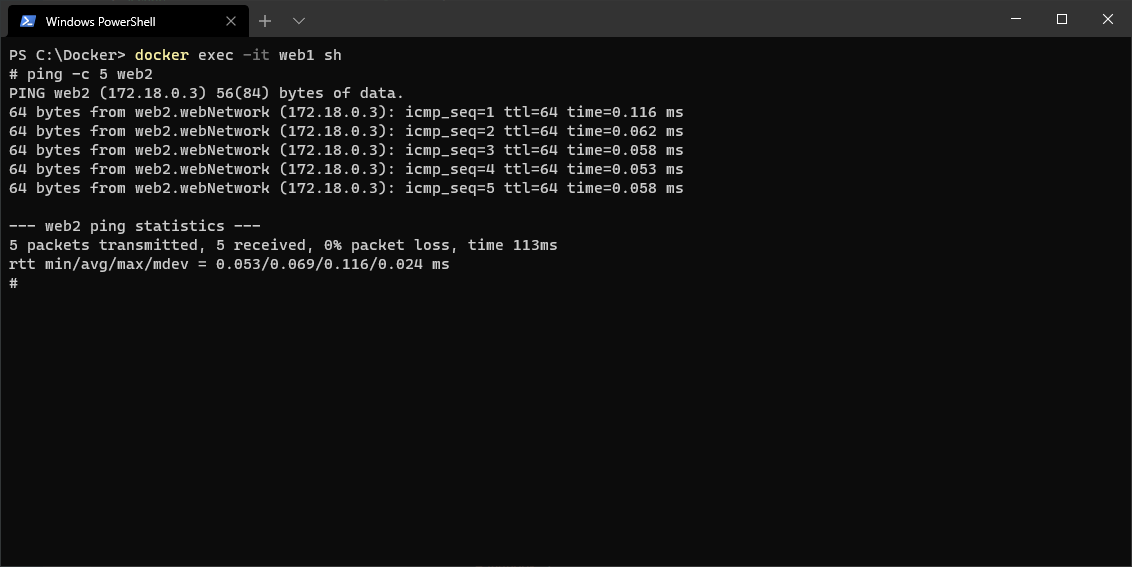 Windows PowerShell
PS C:\Docker> docker exec -it web1 sh
# ping -c 5 web2
PING web2 (172.18.0.3) 56(84) bytes of data.
64 bytes from web2.webNetwork (172.18.0.3): icmp_seq=1 ttl=64 time=0.116 ms
64 bytes from web2.webNetwork (172.18.0.3): icmp_seq=2 ttl=64 time=0.062 ms
64 bytes from web2.webNetwork (172.18.0.3): icmp_seq=3 ttl=64 time=0.058 ms
64 bytes from web2.webNetwork (172.18.0.3): icmp_seq=4 ttl=64 time=0.053 ms
64 bytes from web2.webNetwork (172.18.0.3): icmp_seq=5 ttl=64 time=0.058 ms
--- web2 ping statistics ---
5 packets transmitted, 5 received, 0% packet loss, time 113ms
rtt min/avg/max/mdev = 0.053/0.069/0.116/0.024 ms
#